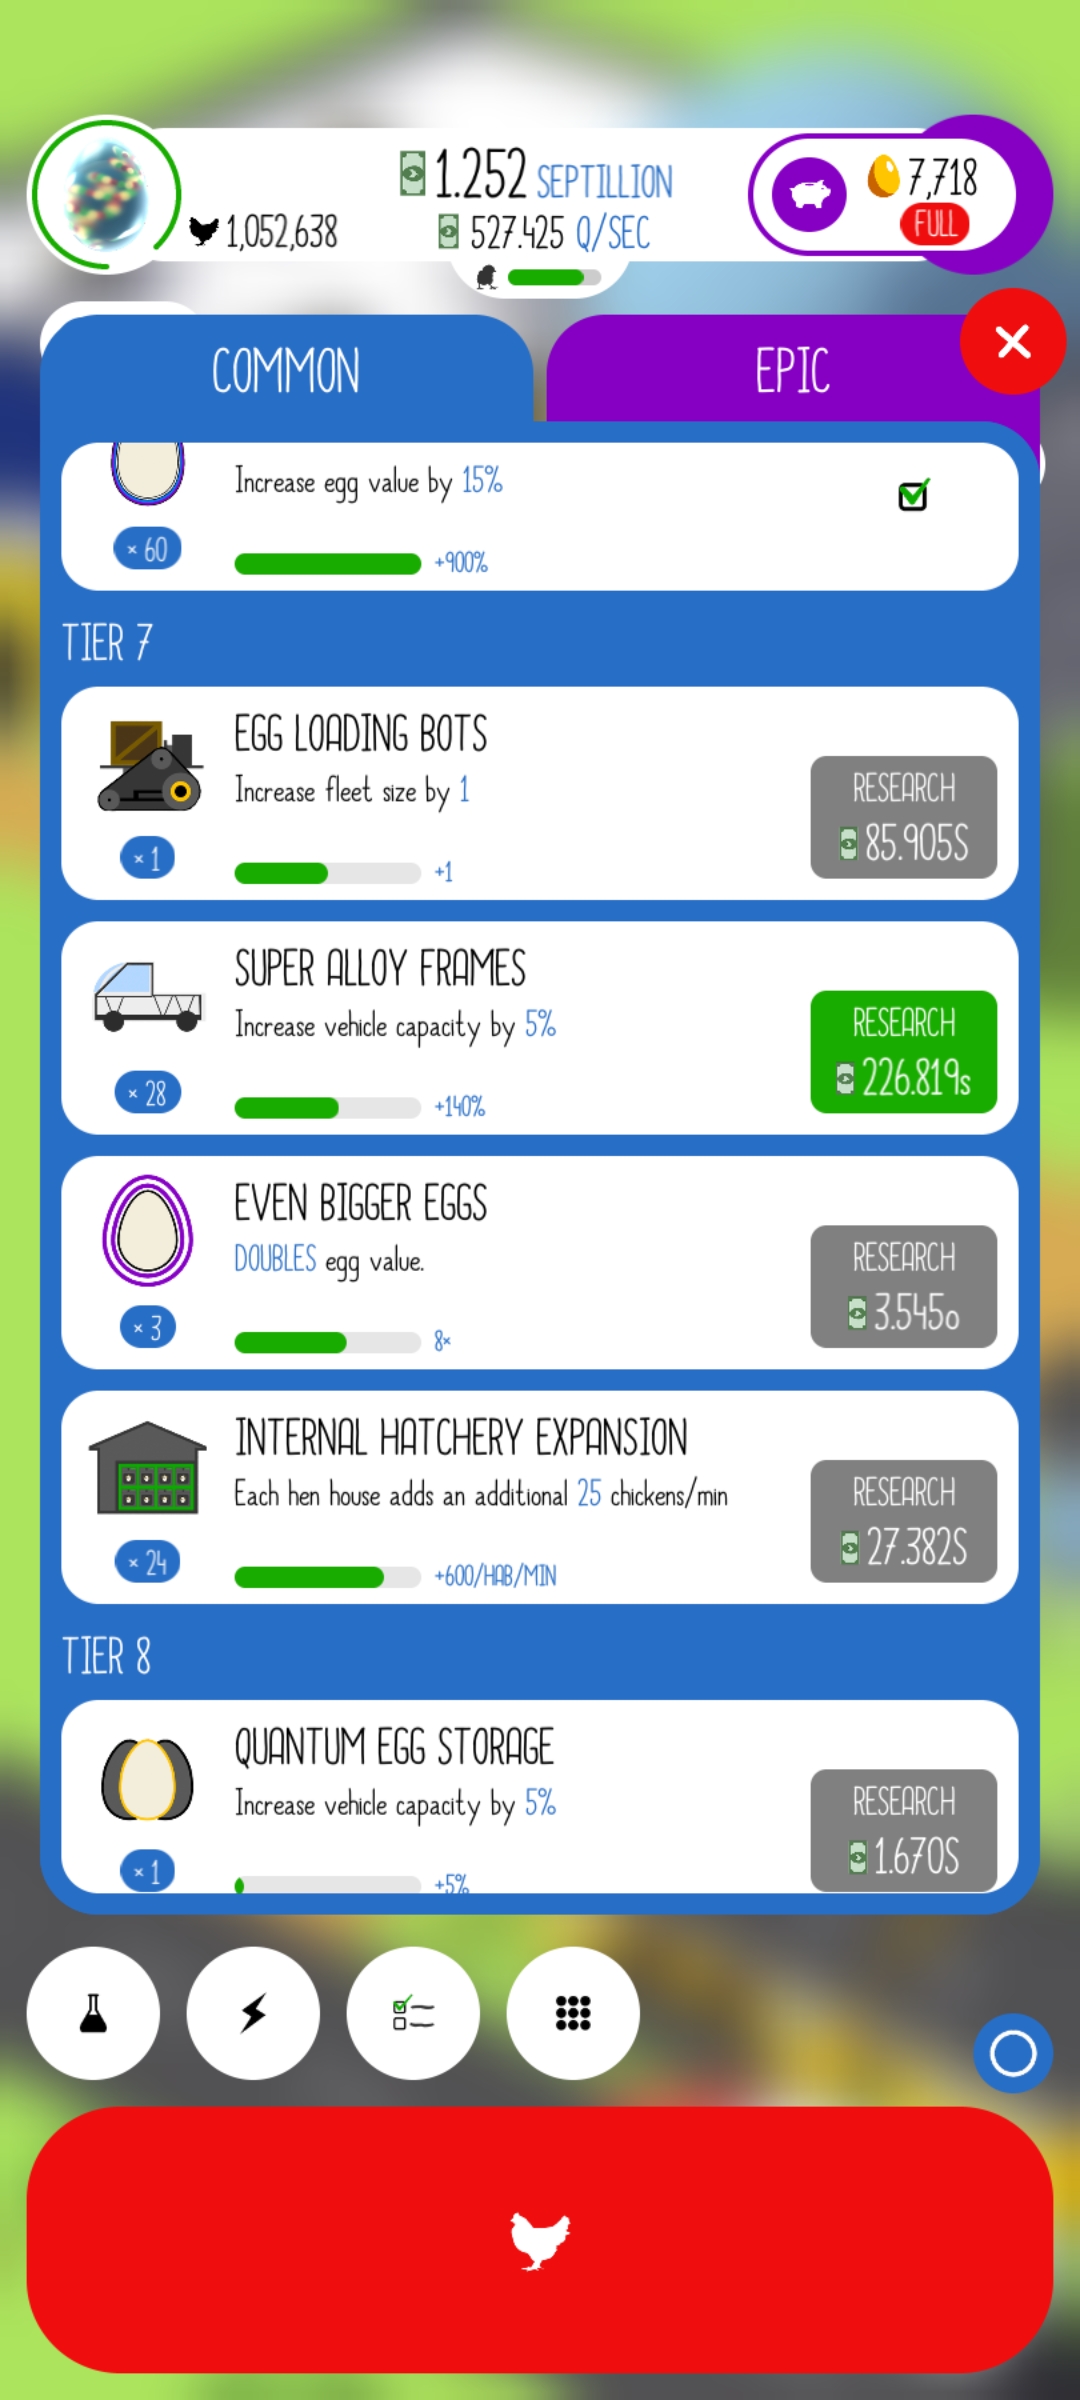 1.252 SEPTILLION
7,718
1,052,638
527.425 Q/SEC
FULL
COMMON
EPIC
Increase egg value by 15%
× 60
+900%
TIER 7
EGG LOADING BOTS
Increase fleet size by 1
RESEARCH
85.905S
× 1
+1
SUPER ALLOY FRAMES
Increase vehicle capacity by 5%
RESEARCH
226.819s
× 28
+140%
EVEN BIGGER EGGS
DOUBLES egg value.
RESEARCH
3.545o
× 3
8×
INTERNAL HATCHERY EXPANSION
Each hen house adds an additional 25 chickens/min
RESEARCH
27.382S
× 24
+600/HAB/MIN
TIER 8
QUANTUM EGG STORAGE
Increase vehicle capacity by 5%
RESEARCH
1.670S
× 1
+5%